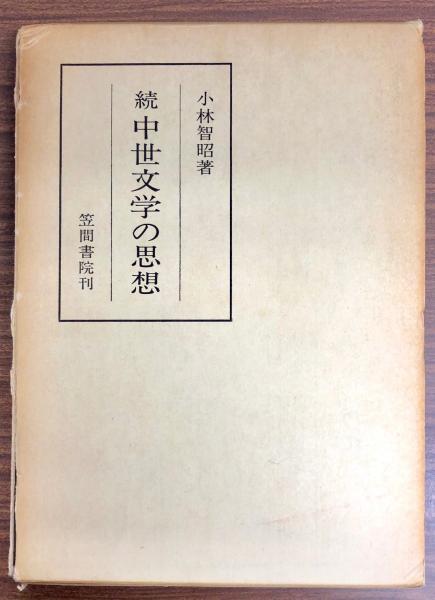 小林智昭著
続 中世文学の思想
笠間書院刊